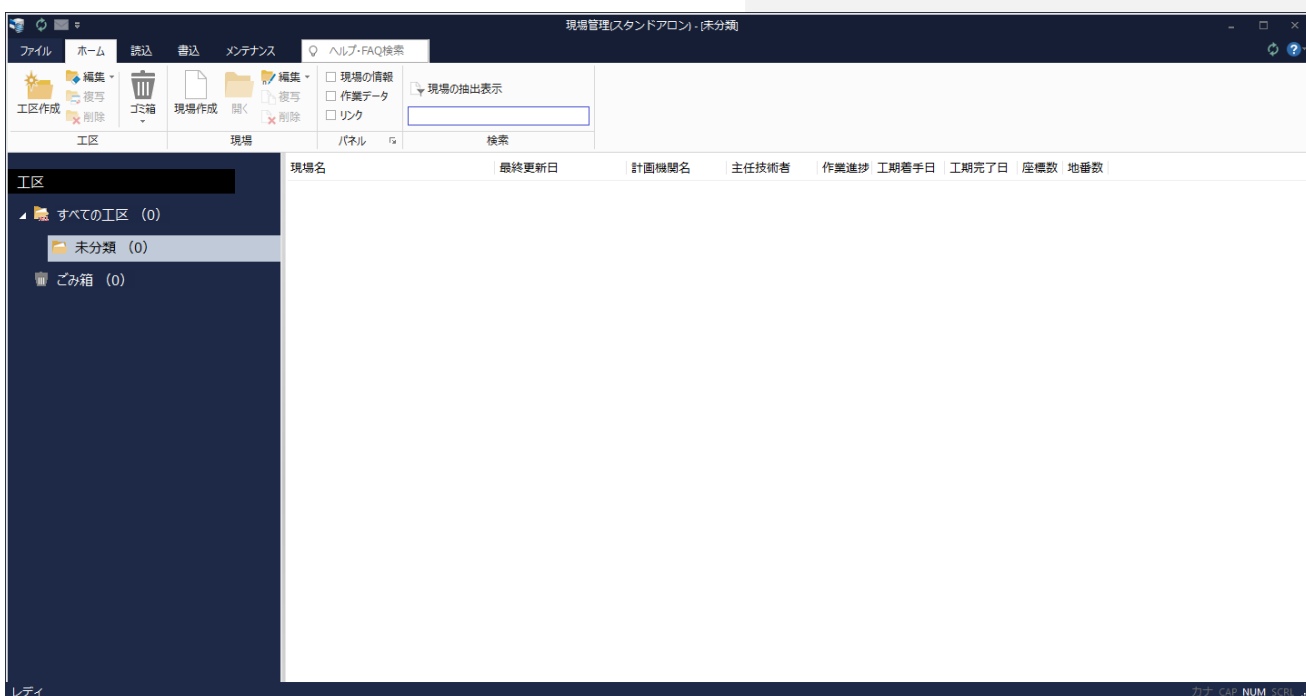 現場管理(スタンドアロン) - [未分類]
ファイル ホーム 読込 書込 メンテナンス ヘルプ・FAQ検索
工区作成 編集 複写 削除 ゴミ箱 現場作成 開く 編集 複写 削除 現場の情報 作業データ リンク 現場の抽出表示
工区 現場 パネル 検索
現場名 最終更新日 計画機関名 主任技術者 作業進捗 工期着手日 工期完了日 座標数 地番数
工区
すべての工区 (0)
未分類 (0)
ごみ箱 (0)
レディ カナ CAP NUM SCRL